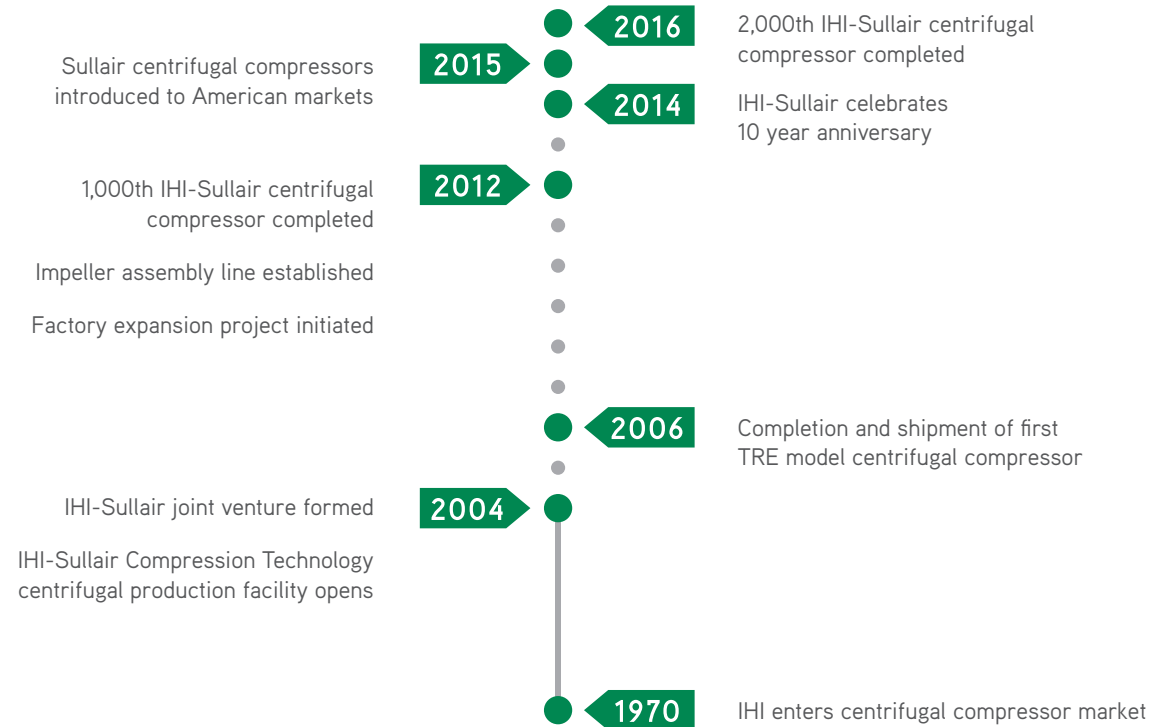 2016
2,000th IHI-Sullair centrifugal
compressor completed
2015
Sullair centrifugal compressors
introduced to American markets
2014
IHI-Sullair celebrates
10 year anniversary
2012
1,000th IHI-Sullair centrifugal
compressor completed
Impeller assembly line established
Factory expansion project initiated
2006
Completion and shipment of first
TRE model centrifugal compressor
2004
IHI-Sullair joint venture formed
IHI-Sullair Compression Technology
centrifugal production facility opens
1970
IHI enters centrifugal compressor market